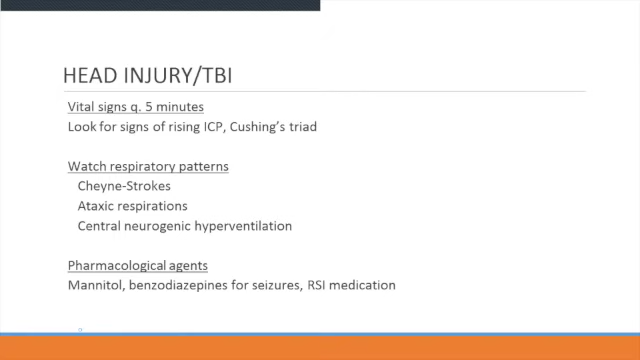 HEAD INJURY/TBI
Vital signs q. 5 minutes
Look for signs of rising ICP, Cushing's triad
Watch respiratory patterns
Cheyne-Strokes
Ataxic respirations
Central neurogenic hyperventilation
Pharmacological agents
Mannitol, benzodiazepines for seizures, RSI medication